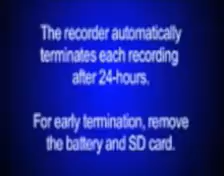 The recorder automatically
terminates each recording
after 24-hours.
For early termination, remove
the battery and SD card.